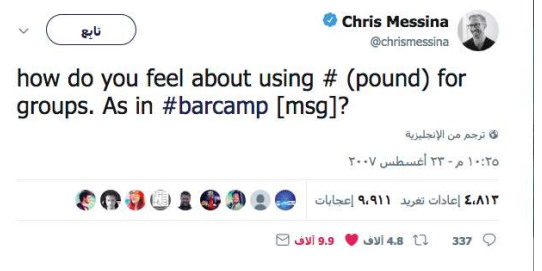 Chris Messina
@chrismessina
تابع
how do you feel about using # (pound) for
groups. As in #barcamp [msg]?
ترجم من الإنجليزية
١٠:٢٥ م - ٢٣ أغسطس ٢٠٠٧
٤،٨١٣ إعادات تغريد ٩،٩١١ إعجابات
337 4.8 آلاف 9.9 آلاف